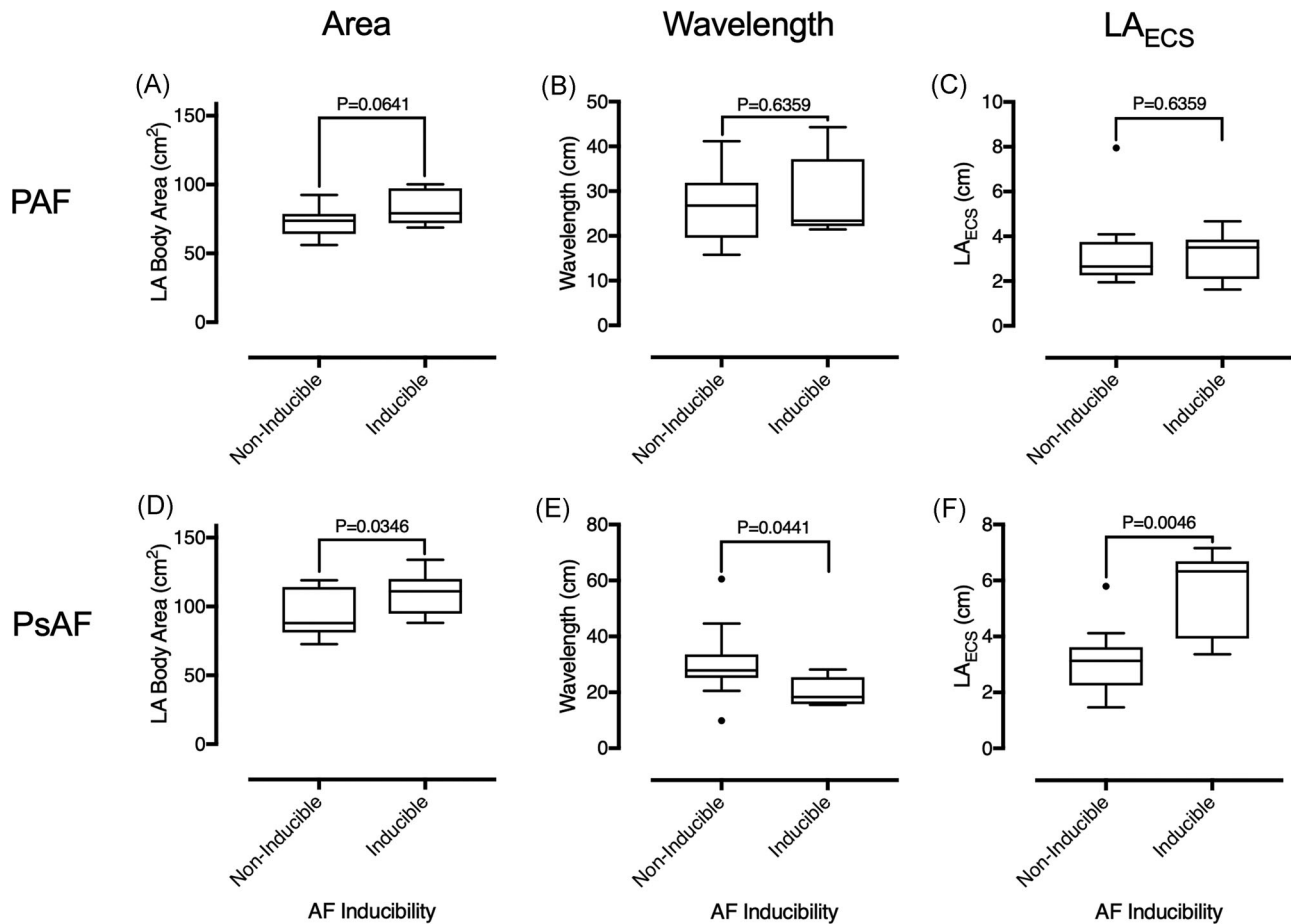 Area
Wavelength
LAECS
PAF
(A)
P=0.0641
LA Body Area (cm2)
150
100
50
0
Non-Inducible
Inducible
(B)
P=0.6359
Wavelength (cm)
50
40
30
20
10
0
Non-Inducible
Inducible
(C)
P=0.6359
LAECS (cm)
10
8
6
4
2
0
Non-Inducible
Inducible
PsAF
(D)
P=0.0346
LA Body Area (cm2)
150
100
50
0
Non-Inducible
Inducible
AF Inducibility
(E)
P=0.0441
Wavelength (cm)
80
60
40
20
0
Non-Inducible
Inducible
AF Inducibility
(F)
P=0.0046
LAECS (cm)
8
6
4
2
0
Non-Inducible
Inducible
AF Inducibility